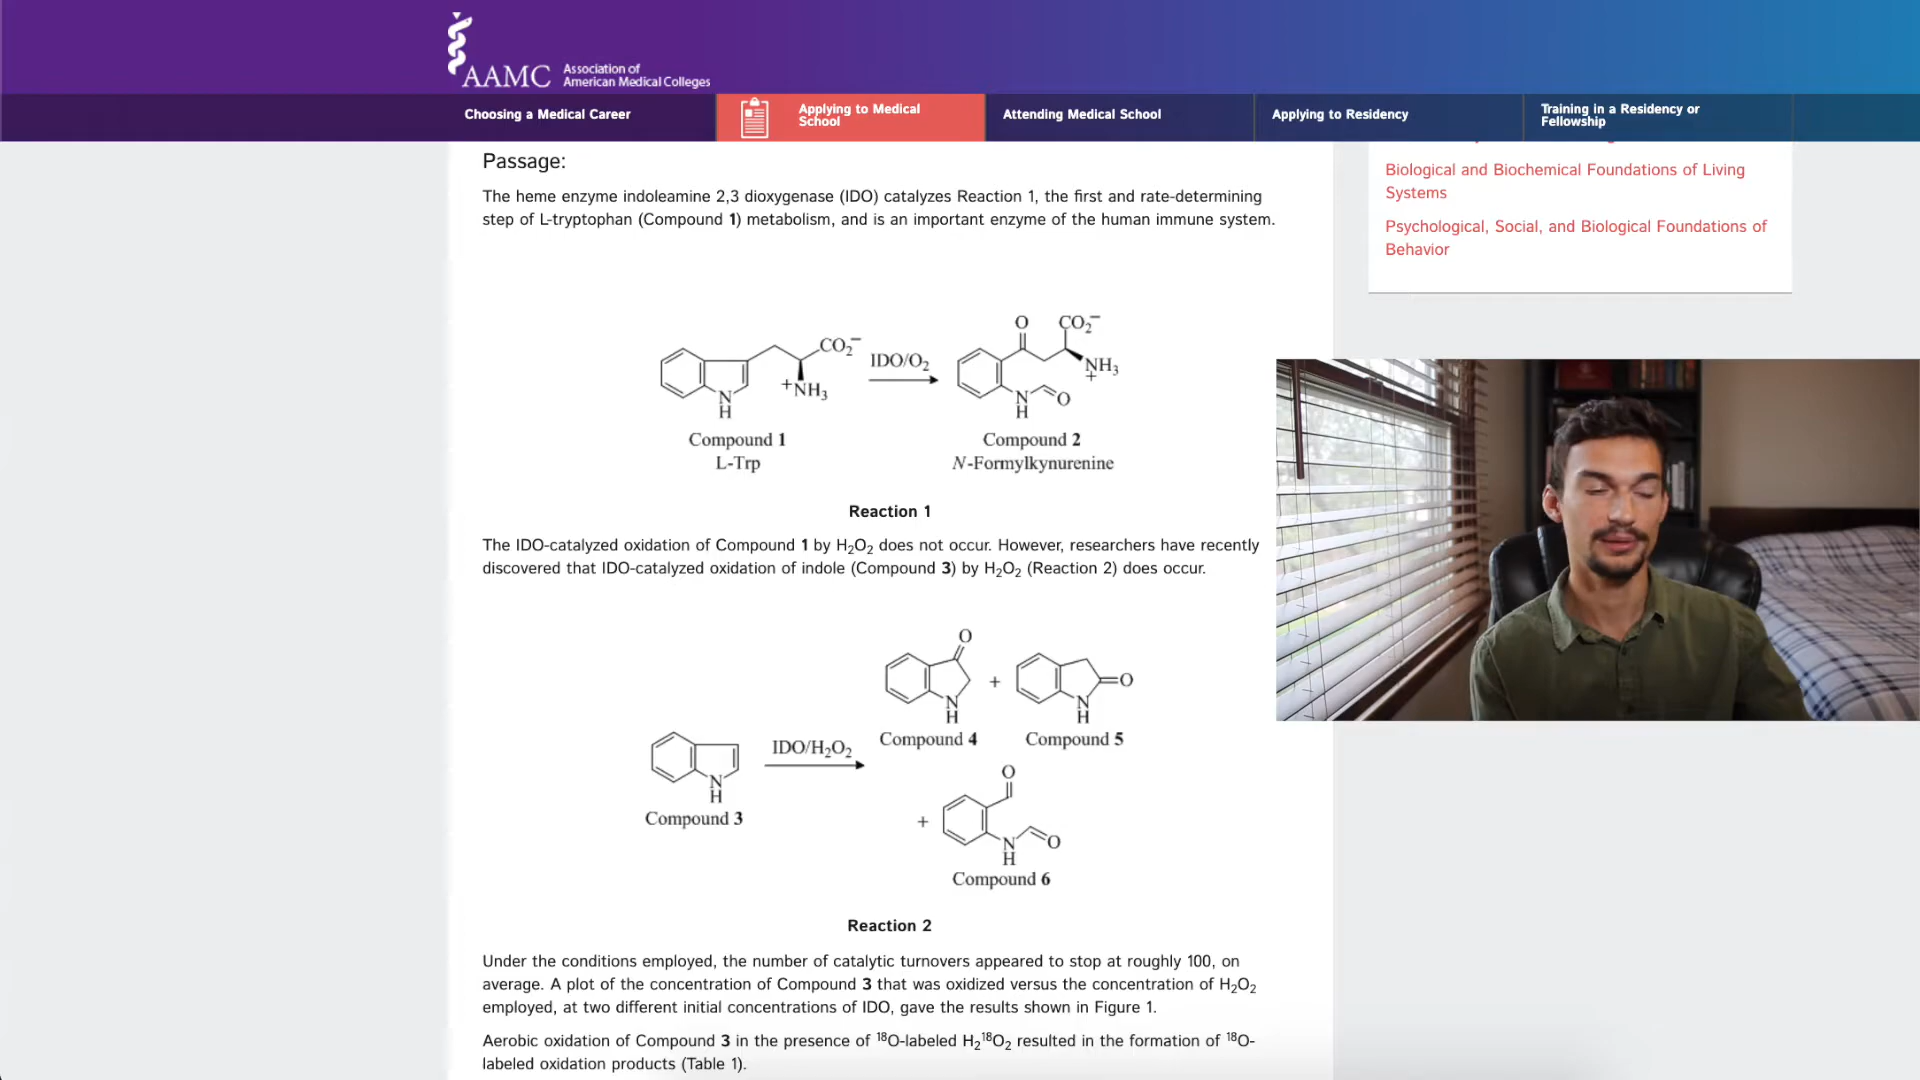 AAMC
Association of
American Medical Colleges
Choosing a Medical Career
Applying to Medical
School
Attending Medical School
Applying to Residency
Training in a Residency or
Fellowship
Passage:
The heme enzyme indoleamine 2,3 dioxygenase (IDO) catalyzes Reaction 1, the first and rate-determining
step of L-tryptophan (Compound 1) metabolism, and is an important enzyme of the human immune system.
Biological and Biochemical Foundations of Living
Systems
Psychological, Social, and Biological Foundations of
Behavior
CO₂⁻
⁺NH₃
N
H
IDO/O₂
O
CO₂⁻
NH₃
+
N
H
O
Compound 1
L-Trp
Compound 2
N-Formylkynurenine
Reaction 1
The IDO-catalyzed oxidation of Compound 1 by H₂O₂ does not occur. However, researchers have recently
discovered that IDO-catalyzed oxidation of indole (Compound 3) by H₂O₂ (Reaction 2) does occur.
O
N
H
+
O
N
H
Compound 4
Compound 5
N
H
IDO/H₂O₂
Compound 3
+
O
N
H
O
Compound 6
Reaction 2
Under the conditions employed, the number of catalytic turnovers appeared to stop at roughly 100, on
average. A plot of the concentration of Compound 3 that was oxidized versus the concentration of H₂O₂
employed, at two different initial concentrations of IDO, gave the results shown in Figure 1.
Aerobic oxidation of Compound 3 in the presence of ¹⁸O-labeled H₂¹⁸O₂ resulted in the formation of ¹⁸O-
labeled oxidation products (Table 1).